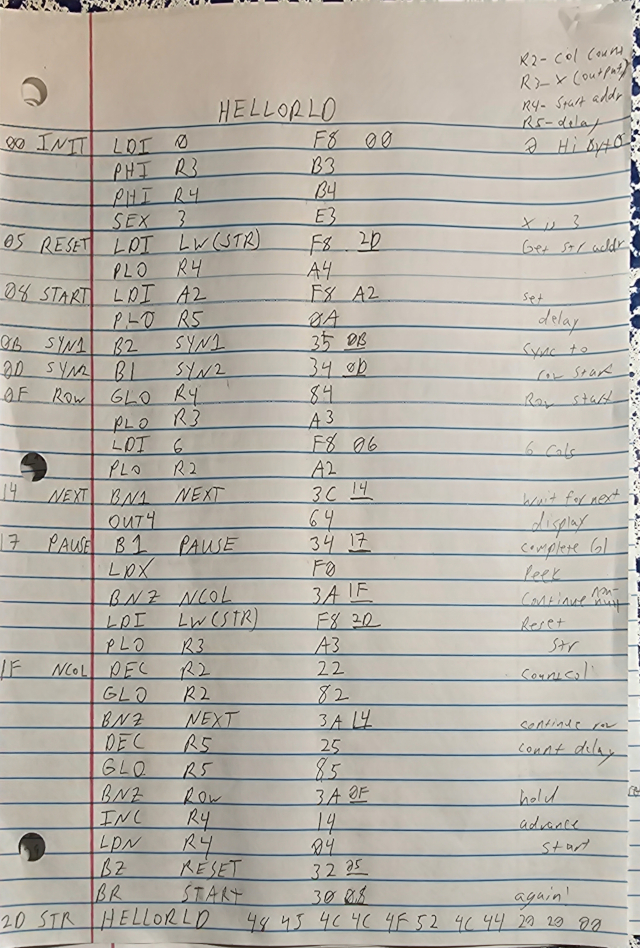 R2- Col Count
R3- X (output)
HELLORLD R4- Start addr
R5- delay
00 INIT LDI 0 F8 00 0 Hi Byte
PHI R3 B3
PHI R4 B4
SEX 3 E3 X is 3
05 RESET LDI LW(STR) F8 2D Get str addr
PLO R4 A4
08 START LDI A2 F8 A2 set
PLO R5 0A delay
0B SYN1 B2 SYN1 35 0B Sync to
0D SYN2 B1 SYN2 34 0D row start
0F ROW GLO R4 84 Row start
PLO R3 A3
LDI 6 F8 06 6 Cols
PLO R2 A2
14 NEXT BN1 NEXT 3C 14 Wait for next
OUT4 64 display
17 PAUSE B1 PAUSE 34 17 complete Col
LDX F0 Peek
BNZ NCOL 3A 1F Continue non-null
LDI LW(STR) F8 2D Reset
PLO R3 A3 Str
1F NCOL DEC R2 22 Count col
GLO R2 82
BNZ NEXT 3A 14 continue row
DEC R5 25 count delay
GLO R5 85
BNZ ROW 3A 0F hold
INC R4 14 advance
LDN R4 04 start
BZ RESET 32 05
BR START 30 08 again!
2D STR HELLORLD 48 45 4C 4C 4F 52 4C 44 20 20 00